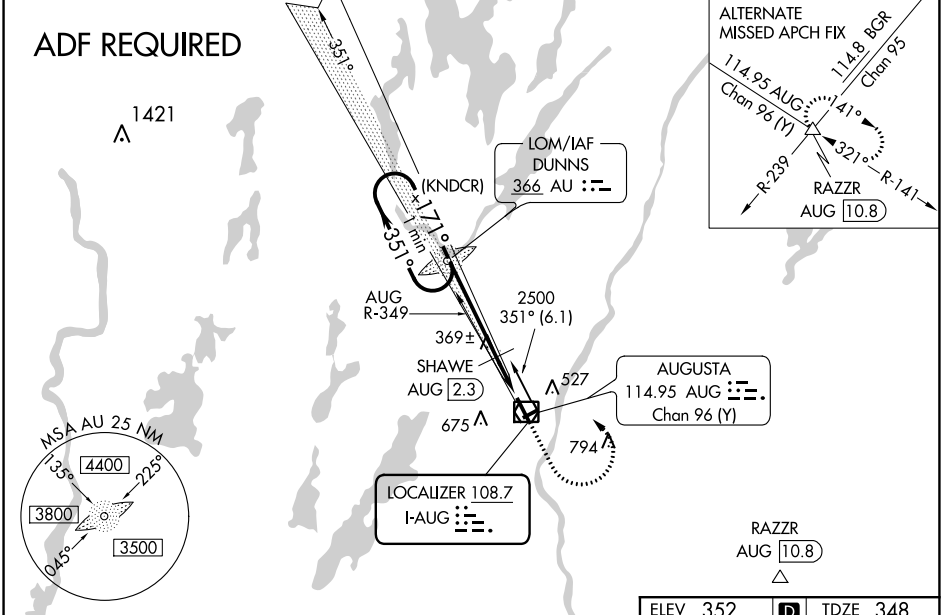 ADF REQUIRED
1421
351°
LOM/IAF
DUNNS
366 AU
(KNDCR)
171°
1 min
351°
AUG
R-349
2500
351° (6.1)
369±
SHAWE
AUG 2.3
527
675
794
AUGUSTA
114.95 AUG
Chan 96 (Y)
LOCALIZER 108.7
I-AUG
MSA AU 25 NM
135°
4400
225°
3800
3500
045°
ALTERNATE
MISSED APCH FIX
114.8 BGR
Chan 95
114.95 AUG
Chan 96 (Y)
141°
321°
R-141
R-239
RAZZR
AUG 10.8
RAZZR
AUG 10.8
ELEV 352 D TDZE 348